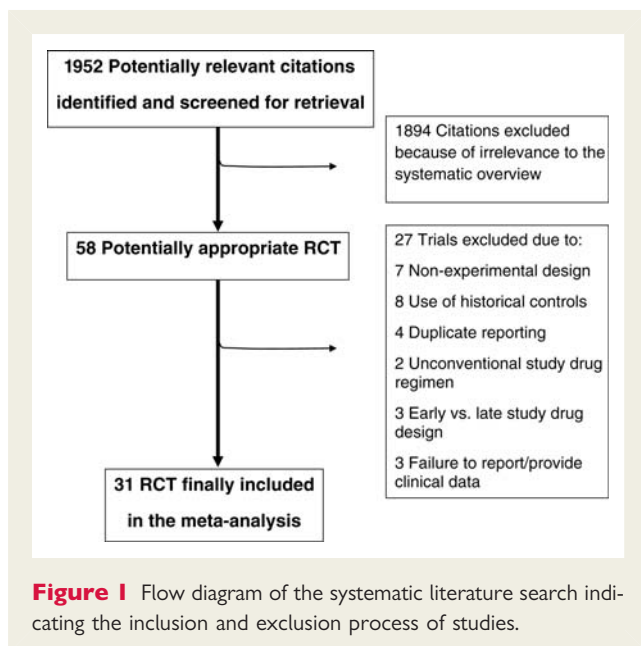 1952 Potentially relevant citations
identified and screened for retrieval
1894 Citations excluded
because of irrelevance to the
systematic overview
58 Potentially appropriate RCT
27 Trials excluded due to:
7 Non-experimental design
8 Use of historical controls
4 Duplicate reporting
2 Unconventional study drug
regimen
3 Early vs. late study drug
design
3 Failure to report/provide
clinical data
31 RCT finally included
in the meta-analysis
Figure 1 Flow diagram of the systematic literature search indi-
cating the inclusion and exclusion process of studies.